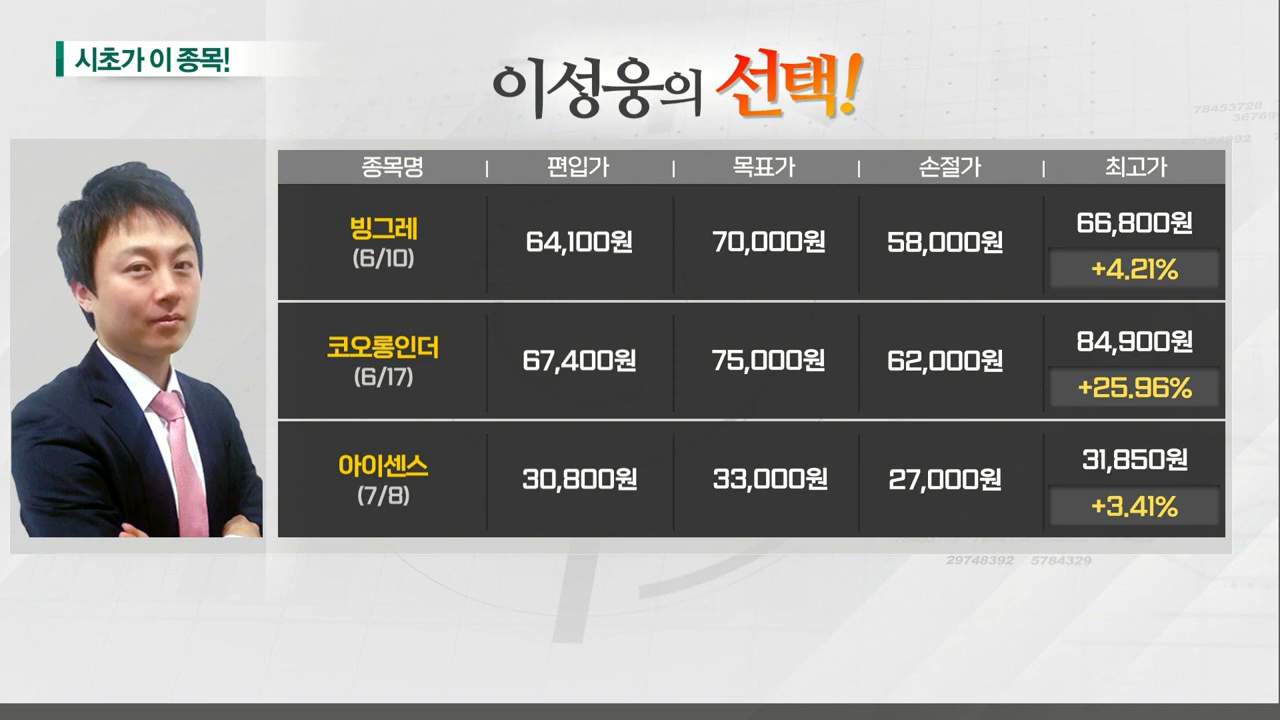 시초가 이 종목!
이성웅의 선택!
종목명 | 편입가 | 목표가 | 손절가 | 최고가
빙그레
(6/10)
64,100원
70,000원
58,000원
66,800원
+4.21%
코오롱인더
(6/17)
67,400원
75,000원
62,000원
84,900원
+25.96%
아이센스
(7/8)
30,800원
33,000원
27,000원
31,850원
+3.41%
78453728
29748392 5784329